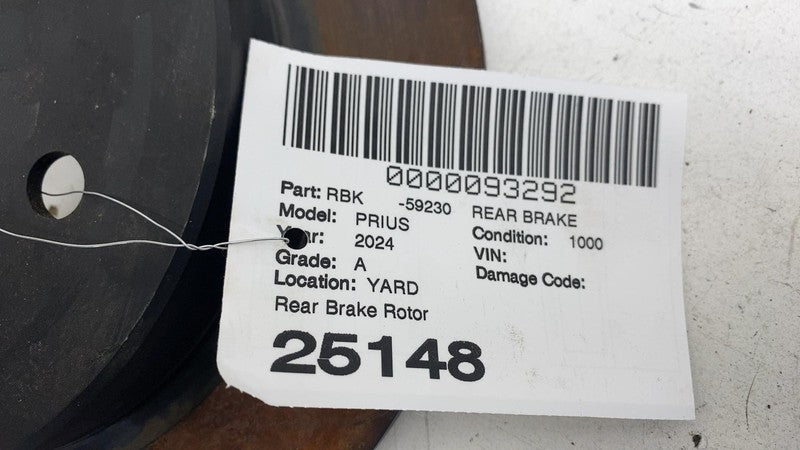 0000093292
Part: RBK -59230 REAR BRAKE
Model: PRIUS Condition: 1000
Year: 2024 VIN:
Grade: A Damage Code:
Location: YARD
Rear Brake Rotor
25148